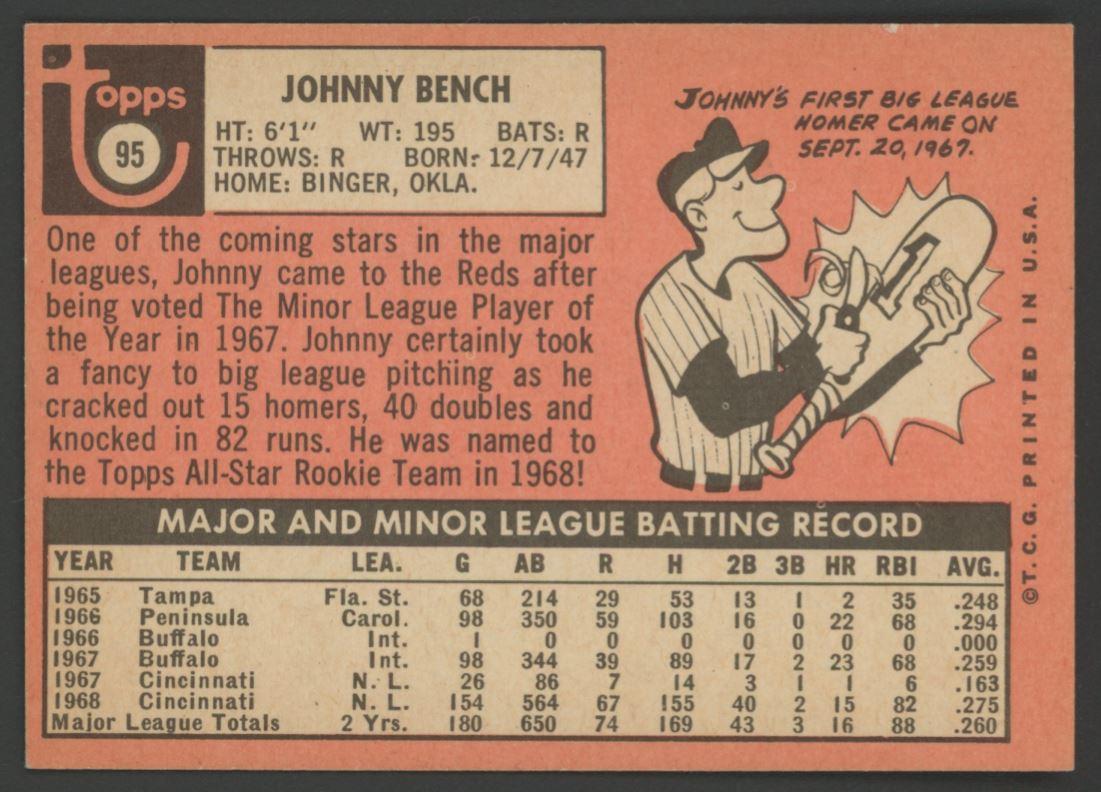 topps
95
JOHNNY BENCH
HT: 6'1" WT: 195 BATS: R
THROWS: R BORN: 12/7/47
HOME: BINGER, OKLA.
JOHNNY'S FIRST BIG LEAGUE
HOMER CAME ON
SEPT. 20, 1967.
1
One of the coming stars in the major
leagues, Johnny came to the Reds after
being voted The Minor League Player of
the Year in 1967. Johnny certainly took
a fancy to big league pitching as he
cracked out 15 homers, 40 doubles and
knocked in 82 runs. He was named to
the Topps All-Star Rookie Team in 1968!
MAJOR AND MINOR LEAGUE BATTING RECORD
YEAR TEAM LEA. G AB R H 2B 3B HR RBI AVG.
1965 Tampa Fla. St. 68 214 29 53 13 1 2 35 .248
1966 Peninsula Carol. 98 350 59 103 16 0 22 68 .294
1966 Buffalo Int. 1 0 0 0 0 0 0 0 .000
1967 Buffalo Int. 98 344 39 89 17 2 23 68 .259
1967 Cincinnati N. L. 26 86 7 14 3 1 1 6 .163
1968 Cincinnati N. L. 154 564 67 155 40 2 15 82 .275
Major League Totals 2 Yrs. 180 650 74 169 43 3 16 88 .260
©T. C. G. PRINTED IN U.S.A.